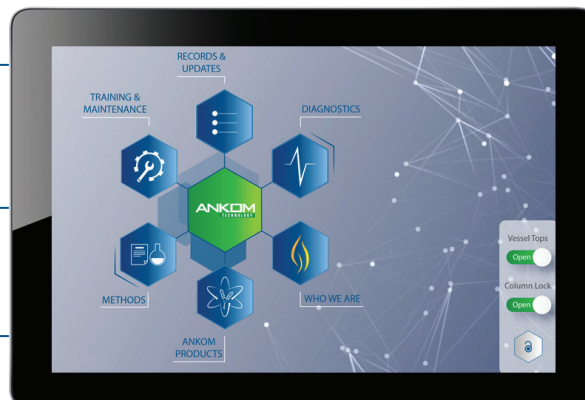 RECORDS &
UPDATES
TRAINING &
MAINTENANCE
DIAGNOSTICS
ANKOM
TECHNOLOGY
Vessel Tops
Open
Column Lock
Open
METHODS
WHO WE ARE
ANKOM
PRODUCTS